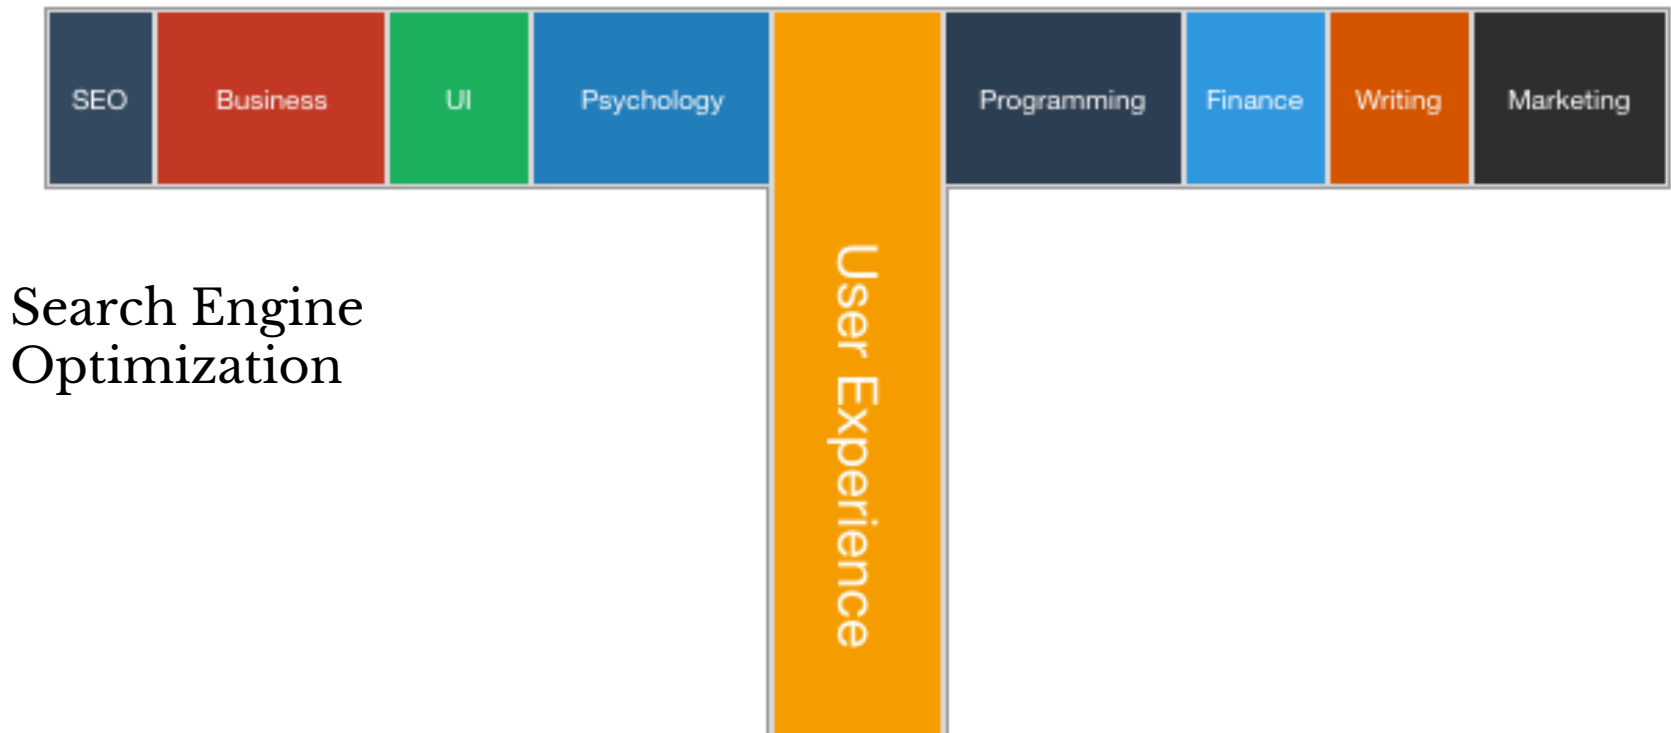 SEO Business UI Psychology Programming Finance Writing Marketing
User Experience
Search Engine
Optimization